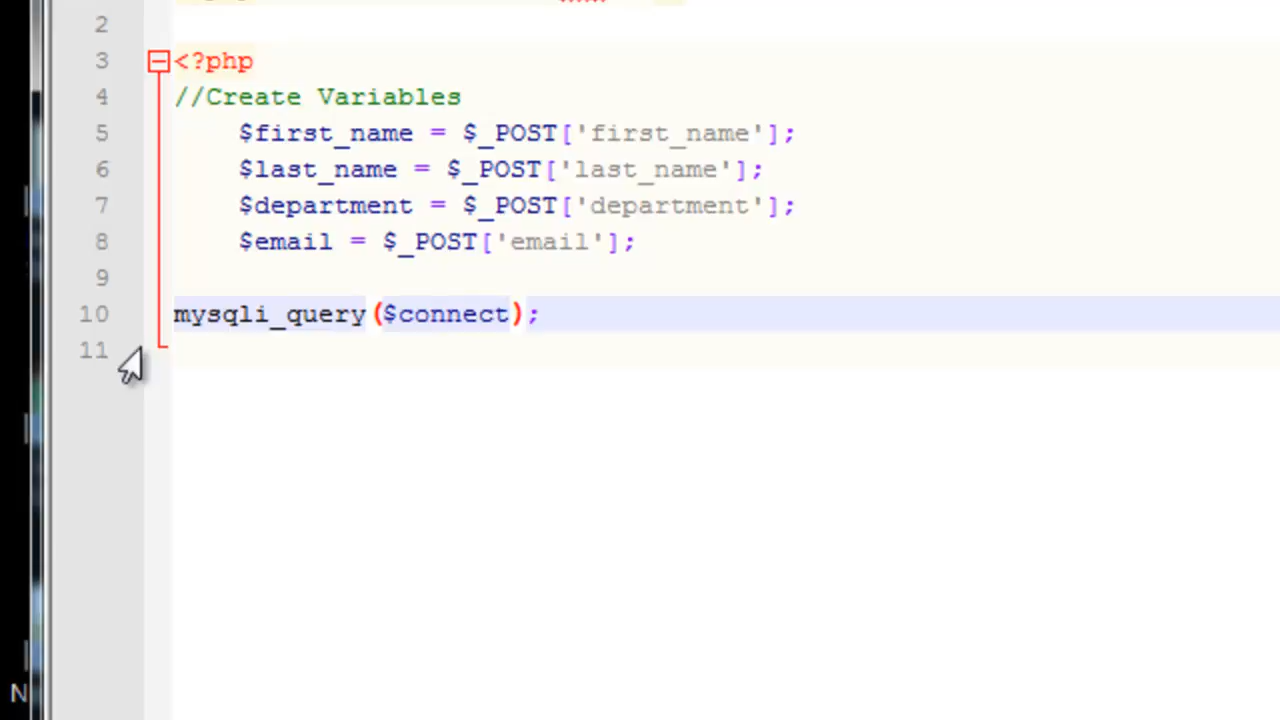 2
3 <?php
4 //Create Variables
5 $first_name = $_POST['first_name'];
6 $last_name = $_POST['last_name'];
7 $department = $_POST['department'];
8 $email = $_POST['email'];
9
10 mysqli_query($connect);
11
N